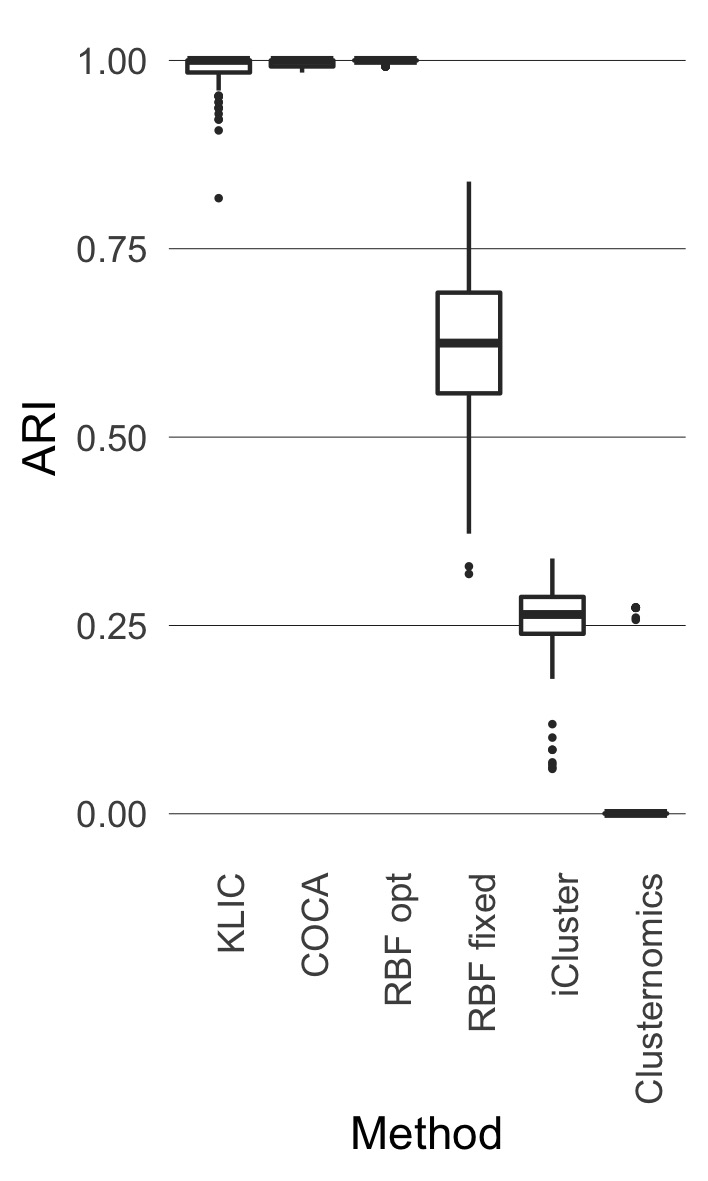 1.00
0.75
0.50
0.25
0.00
ARI
KLIC
COCA
RBF opt
RBF fixed
iCluster
Clusternomics
Method